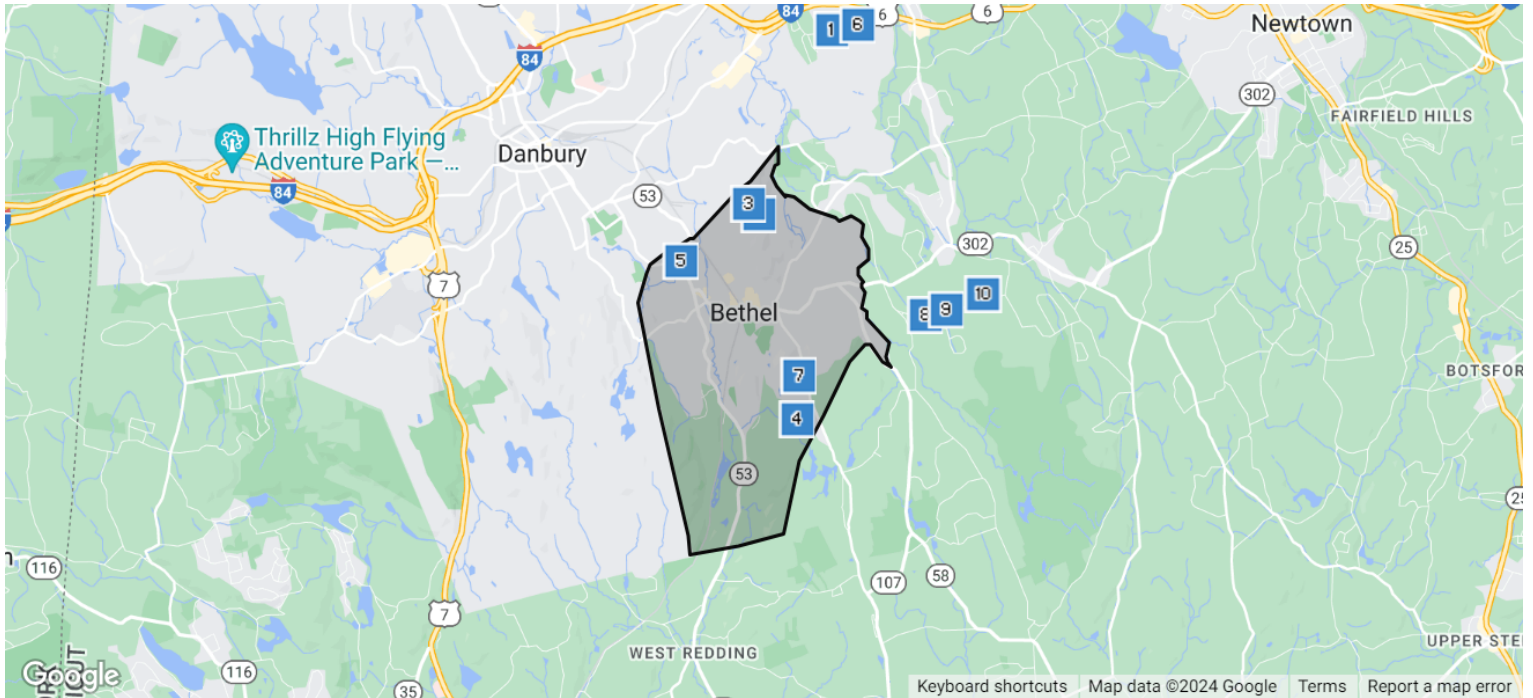 84
6
6
1
6
Newtown
84
302
FAIRFIELD HILLS
Thrillz High Flying
Adventure Park —...
Danbury
84
53
3
25
302
5
7
10
8
9
Bethel
7
BOTSFOR
4
53
25
116
107
58
7
WEST REDDING
UPPER STE
116
35
Google
Keyboard shortcuts
Map data ©2024 Google
Terms
Report a map error